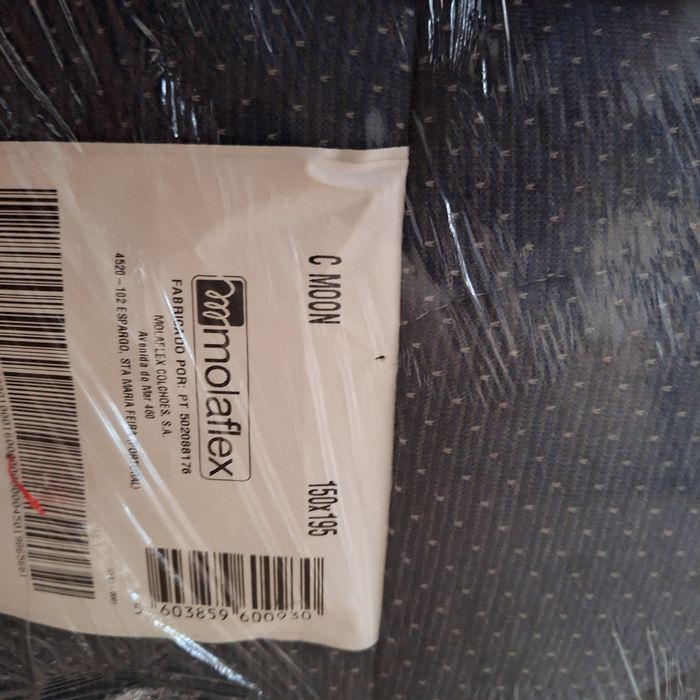 C MOON 150x195
molaflex
FABRICADO POR: PT 502088176
MOLAFLEX COLCHOES, S.A.
Avenida do Mar 460
4520 - 102 ESPARGO, STA MARIA FEIRA (PORTUGAL)
5 603859 600930